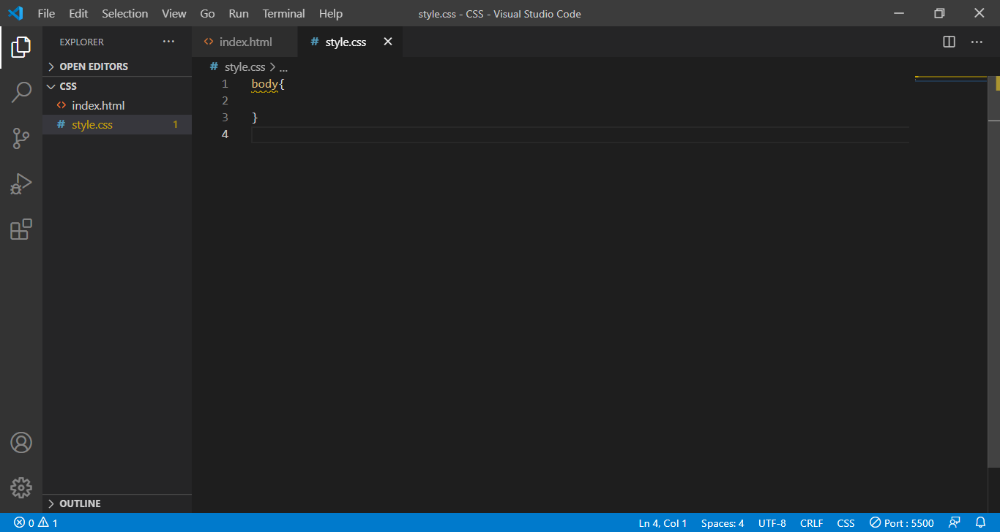 File Edit Selection View Go Run Terminal Help style.css - CSS - Visual Studio Code
EXPLORER ...
index.html
# style.css
OPEN EDITORS
CSS
index.html
# style.css 1
OUTLINE
# style.css > ...
1 body{
2
3 }
4
0 1
Ln 4, Col 1 Spaces: 4 UTF-8 CRLF CSS Port : 5500